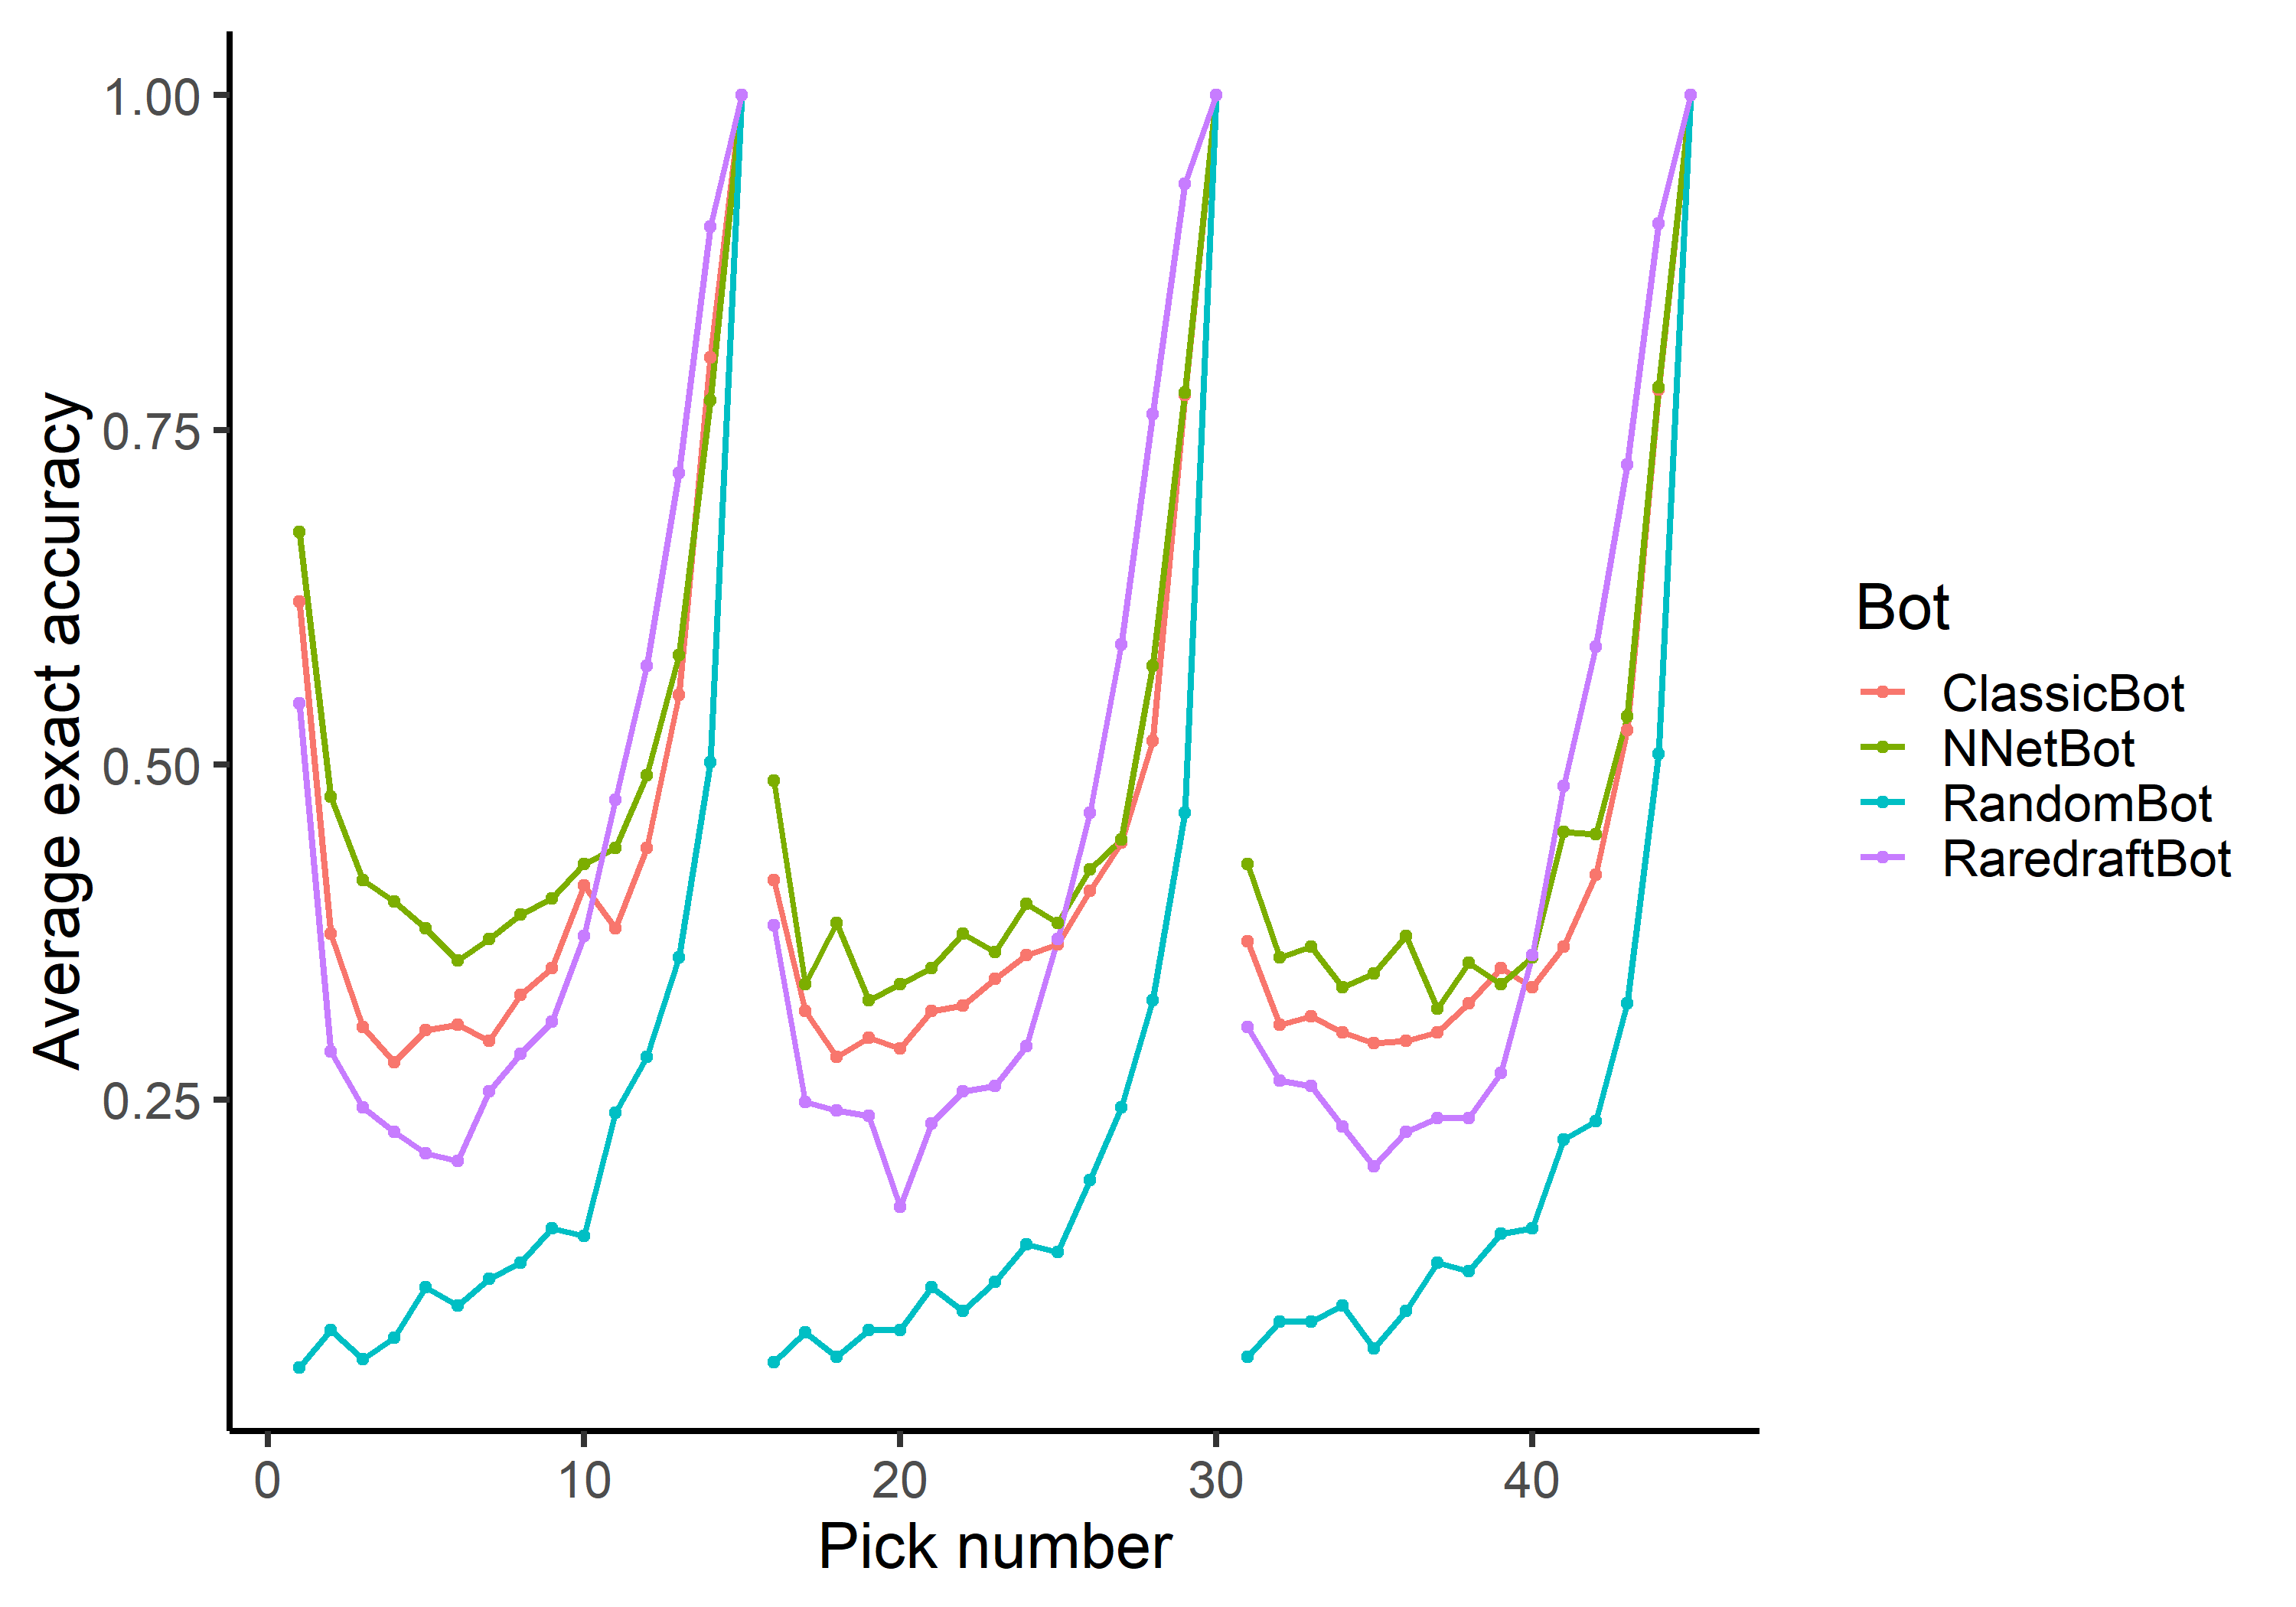 Average exact accuracy
1.00
0.75
0.50
0.25
0 10 20 30 40
Pick number
Bot
ClassicBot
NNetBot
RandomBot
RaredraftBot